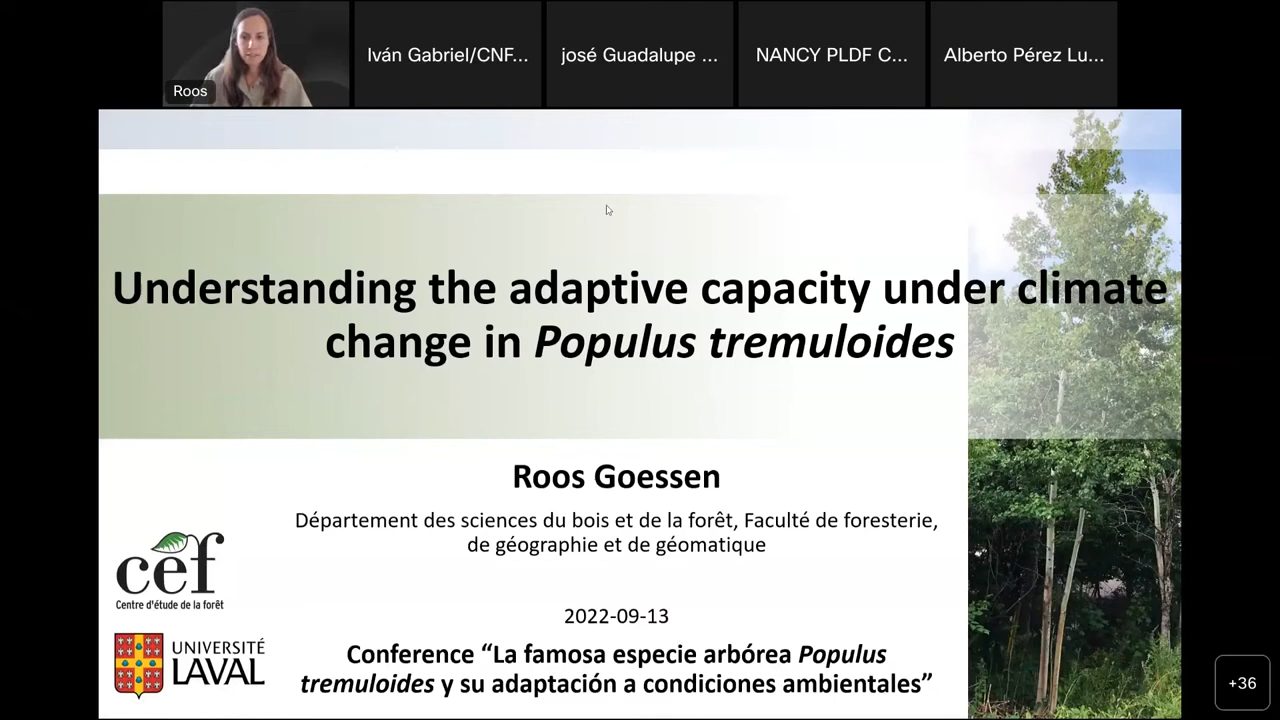 Roos
Iván Gabriel/CNF...
josé Guadalupe ...
NANCY PLDF C...
Alberto Pérez Lu...
Understanding the adaptive capacity under climate
change in Populus tremuloides
Roos Goessen
Département des sciences du bois et de la forêt, Faculté de foresterie,
de géographie et de géomatique
cef
Centre d'étude de la forêt
2022-09-13
UNIVERSITÉ
LAVAL
Conference “La famosa especie arbórea Populus
tremuloides y su adaptación a condiciones ambientales”
+36